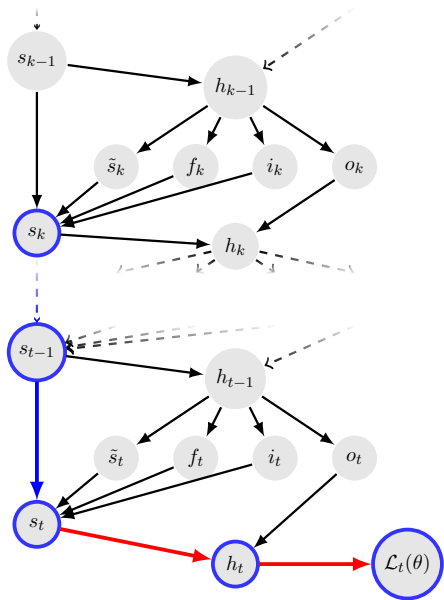 s_{k−1}
h_{k−1}
s̃_k f_k i_k o_k
s_k
h_k
s_{t−1}
h_{t−1}
s̃_t f_t i_t o_t
s_t
h_t
ℒ_t(θ)